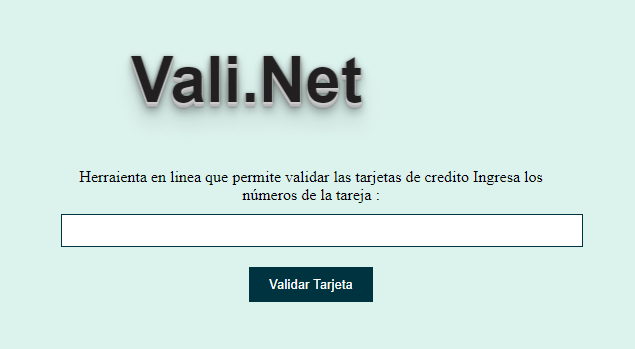 Vali.Net
Herraienta en linea que permite validar las tarjetas de credito Ingresa los
números de la tareja :
Validar Tarjeta